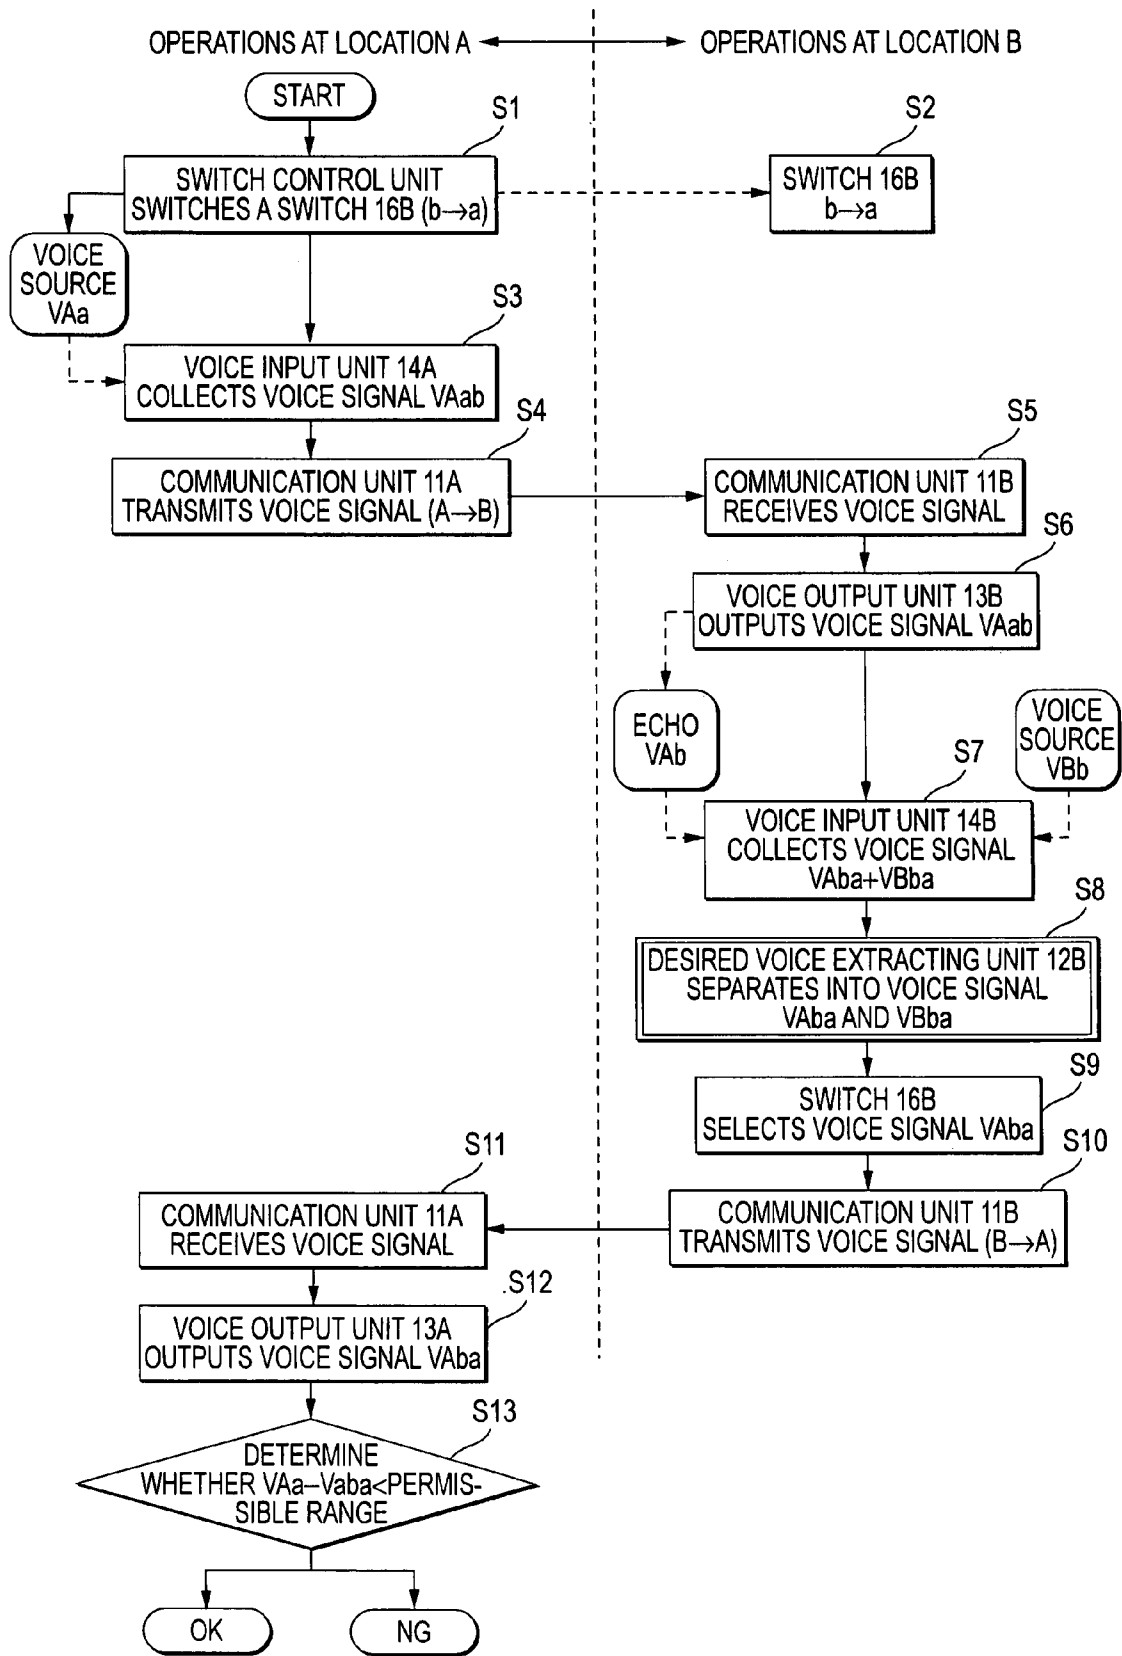 OPERATIONS AT LOCATION A
OPERATIONS AT LOCATION B
START
S1
SWITCH CONTROL UNIT
SWITCHES A SWITCH 16B (b→a)
S2
SWITCH 16B
b→a
VOICE
SOURCE
VAa
S3
VOICE INPUT UNIT 14A
COLLECTS VOICE SIGNAL VAab
S4
COMMUNICATION UNIT 11A
TRANSMITS VOICE SIGNAL (A→B)
S5
COMMUNICATION UNIT 11B
RECEIVES VOICE SIGNAL
S6
VOICE OUTPUT UNIT 13B
OUTPUTS VOICE SIGNAL VAab
ECHO
VAb
VOICE
SOURCE
VBb
S7
VOICE INPUT UNIT 14B
COLLECTS VOICE SIGNAL
VAba+VBba
S8
DESIRED VOICE EXTRACTING UNIT 12B
SEPARATES INTO VOICE SIGNAL
VAba AND VBba
S9
SWITCH 16B
SELECTS VOICE SIGNAL VAba
S10
COMMUNICATION UNIT 11B
TRANSMITS VOICE SIGNAL (B→A)
S11
COMMUNICATION UNIT 11A
RECEIVES VOICE SIGNAL
S12
VOICE OUTPUT UNIT 13A
OUTPUTS VOICE SIGNAL VAba
S13
DETERMINE
WHETHER VAa–Vaba<PERMIS-
SIBLE RANGE
OK
NG